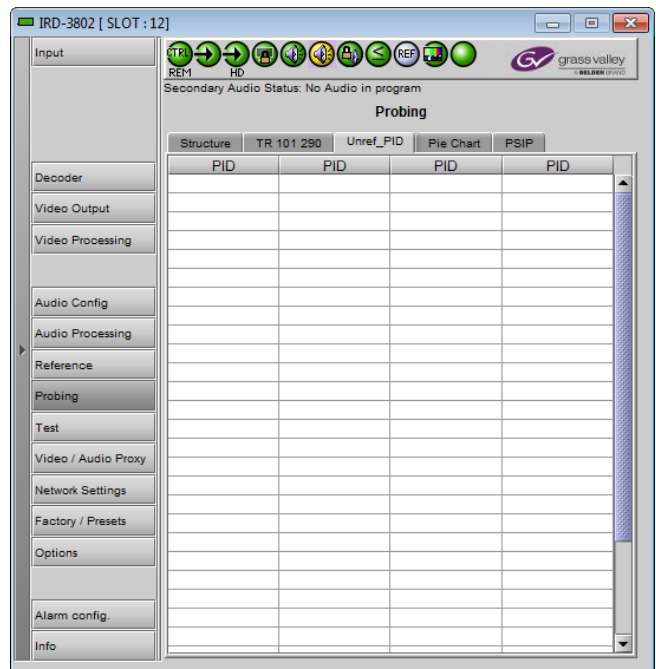 IRD-3802 [ SLOT : 12]
Input
CTRL
REF
REM HD
grass valley
A BELDEN BRAND
Secondary Audio Status: No Audio in program
Probing
Structure TR 101 290 Unref_PID Pie Chart PSIP
PID PID PID PID
Decoder
Video Output
Video Processing
Audio Config
Audio Processing
Reference
Probing
Test
Video / Audio Proxy
Network Settings
Factory / Presets
Options
Alarm config.
Info